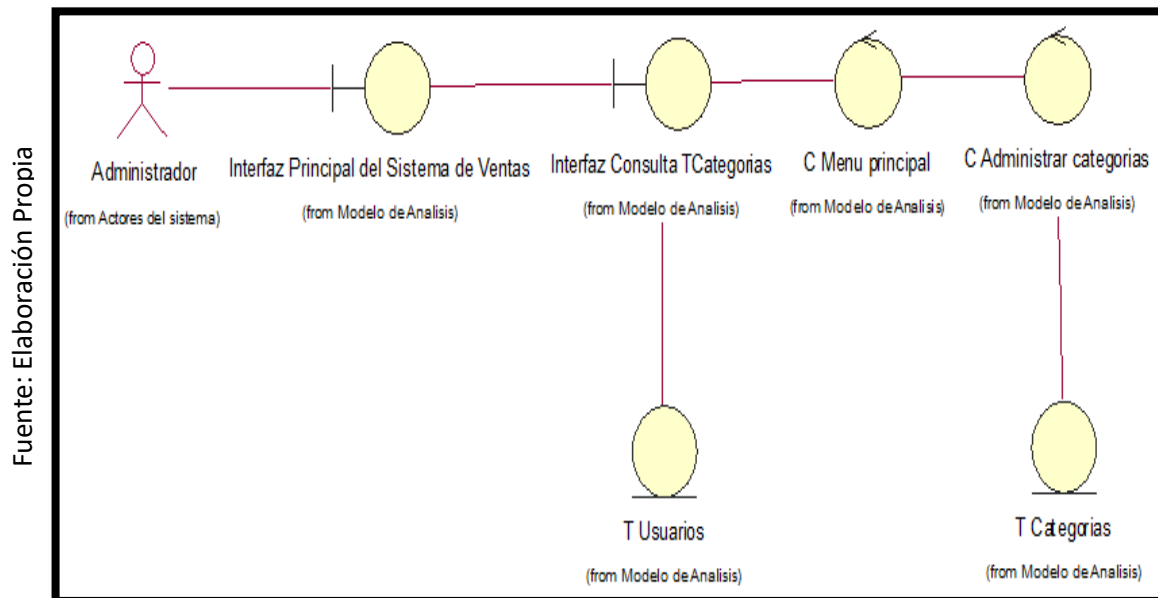 Fuente: Elaboración Propia
Administrador
(from Actores del sistema)
Interfaz Principal del Sistema de Ventas
(from Modelo de Analisis)
Interfaz Consulta TCategorias
(from Modelo de Analisis)
C Menu principal
(from Modelo de Analisis)
C Administrar categorias
(from Modelo de Analisis)
T Usuarios
(from Modelo de Analisis)
T Categorias
(from Modelo de Analisis)